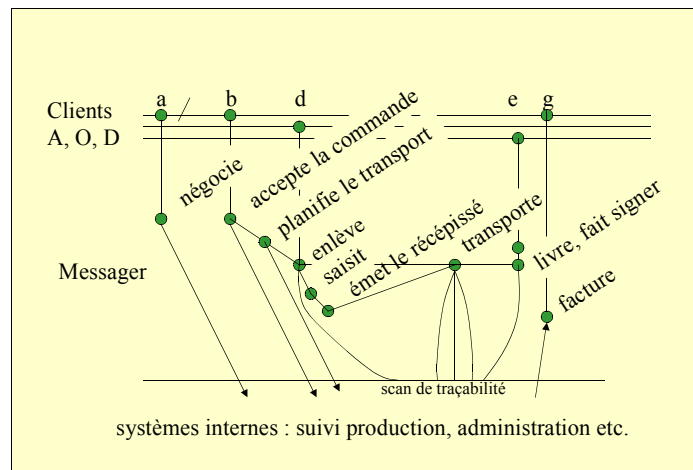 a b d e g
Clients
A, O, D
négocie
accepte la commande
planifie le transport
enlève
saisit
émet le récépissé
transporte
livre, fait signer
facture
Messager
scan de traçabilité
systèmes internes : suivi production, administration etc.